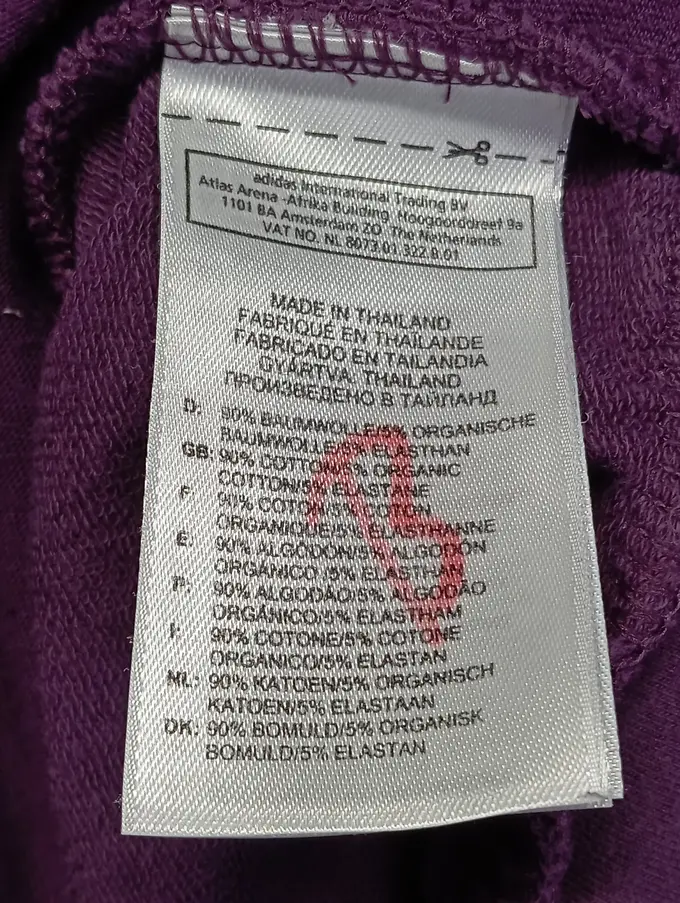 adidas International Trading BV
Atlas Arena -Afrika Building Hoogoorddreef 9a
1101 BA Amsterdam ZO The Netherlands
VAT NO. NL 8073.01.322.B.01
MADE IN THAILAND
FABRIQUÉ EN THAÏLANDE
FABRICADO EN TAILANDIA
GYÁRTVA: THAILAND
ПРОИЗВЕДЕНО В ТАЙЛАНД
D: 90% BAUMWOLLE/5% ORGANISCHE
BAUMWOLLE/5% ELASTHAN
GB: 90% COTTON/5% ORGANIC
COTTON/5% ELASTANE
F 90% COTON/5% COTON
ORGANIQUE/5% ELASTHANNE
E: 90% ALGODÓN/5% ALGODÓN
ORGÁNICO /5% ELASTAN
P: 90% ALGODÃO/5% ALGODÃO
ORGÂNICO/5% ELASTHAM
I: 90% COTONE/5% COTONE
ORGANICO/5% ELASTAN
NL: 90% KATOEN/5% ORGANISCH
KATOEN/5% ELASTAAN
DK: 90% BOMULD/5% ORGANISK
BOMULD/5% ELASTAN